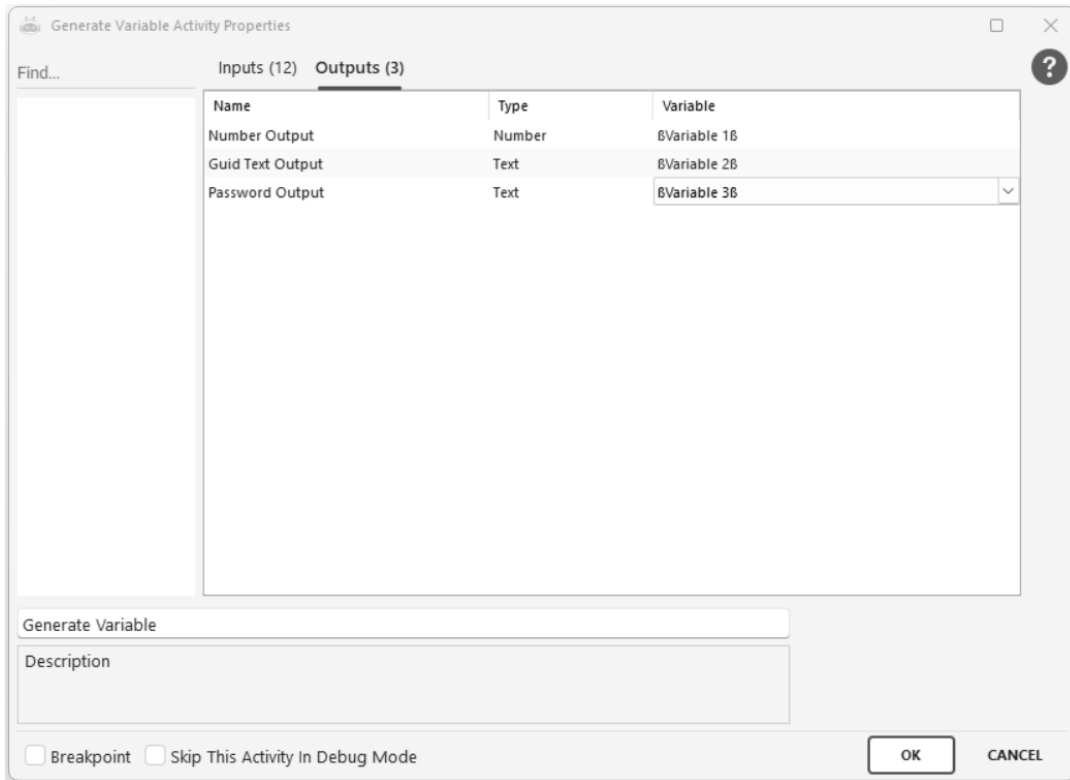 Generate Variable Activity Properties
Find...
Inputs (12) Outputs (3)
?
Name Type Variable
Number Output Number ßVariable 1ß
Guid Text Output Text ßVariable 2ß
Password Output Text ßVariable 3ß
Generate Variable
Description
Breakpoint Skip This Activity In Debug Mode OK CANCEL